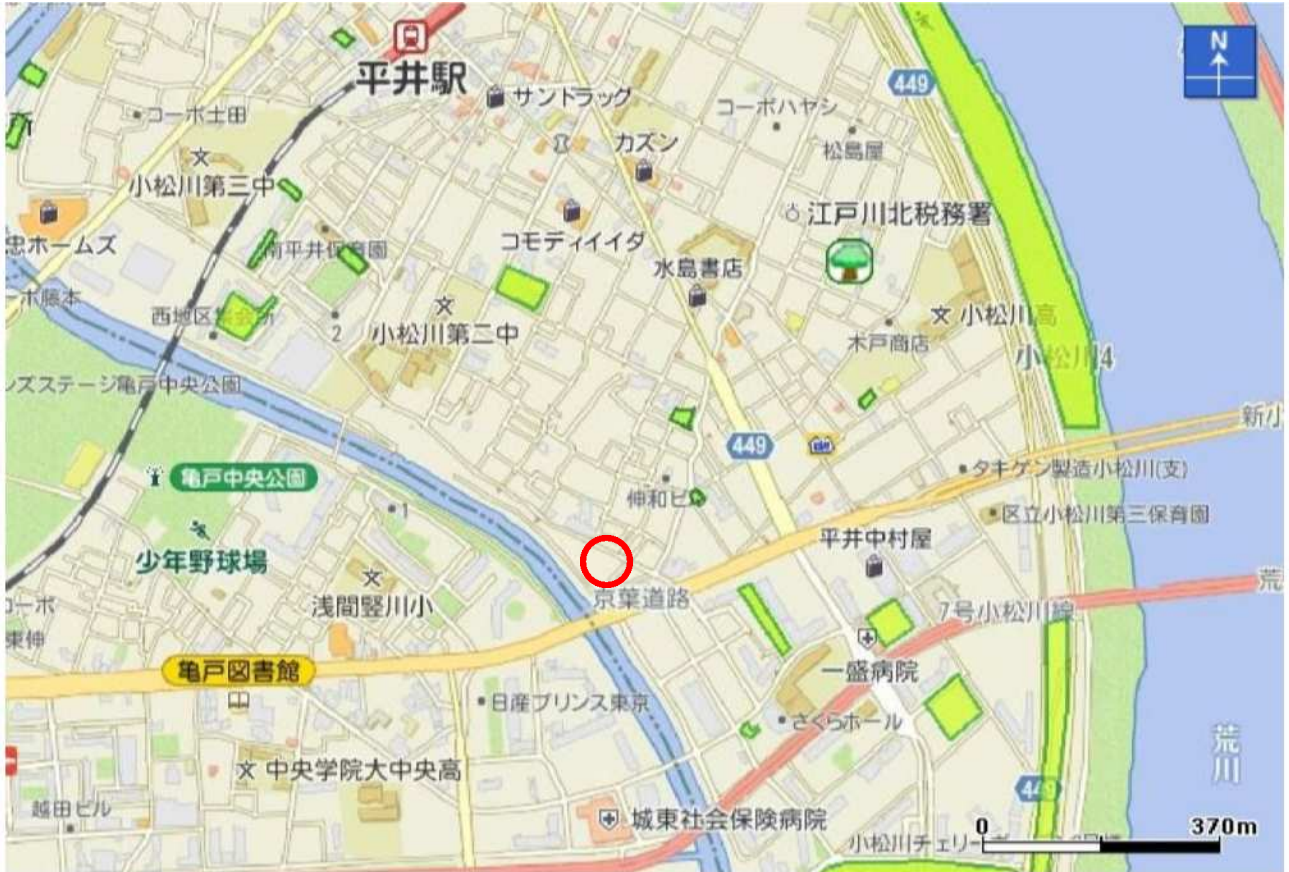 平井駅
サンドラッグ
449
コーポハヤシ
N
コーポ土田
カズン
松島屋
小松川第三中
江戸川北税務署
忠ホームズ
南平井保育園
コモディイイダ
水島書店
西地区集会所
2
小松川第二中
木戸商店
小松川高
小松川4
ンズステージ亀戸中央公園
新小
449
亀戸中央公園
タキゲン製造小松川(支)
伸和ビル
1
区立小松川第三保育園
平井中村屋
少年野球場
京葉道路
荒
コーポ
浅間竪川小
7号小松川線
東伸
亀戸図書館
一盛病院
日産プリンス東京
さくらホール
荒川
中央学院大中央高
449
越田ビル
城東社会保険病院
0
370m
小松川チェリー